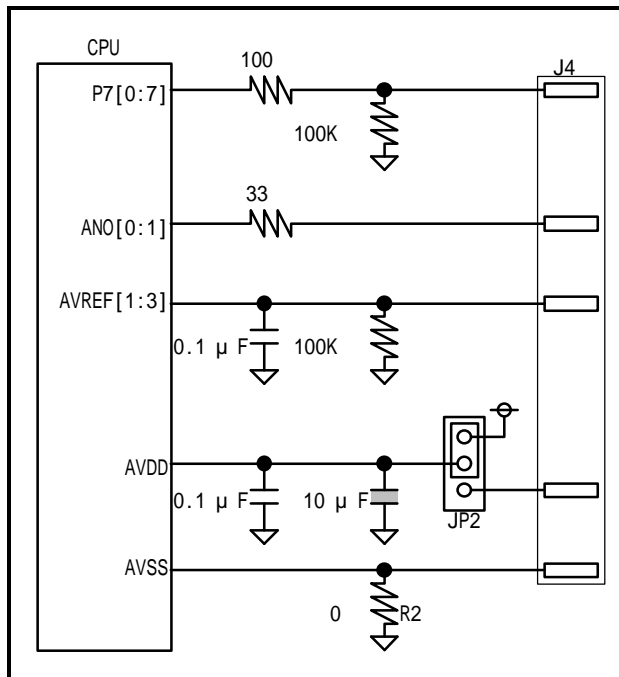 CPU
100
J4
P7[0:7]
100K
33
ANO[0:1]
AVREF[1:3]
0.1 µ F
100K
AVDD
0.1 µ F
10 µ F
JP2
AVSS
0
R2